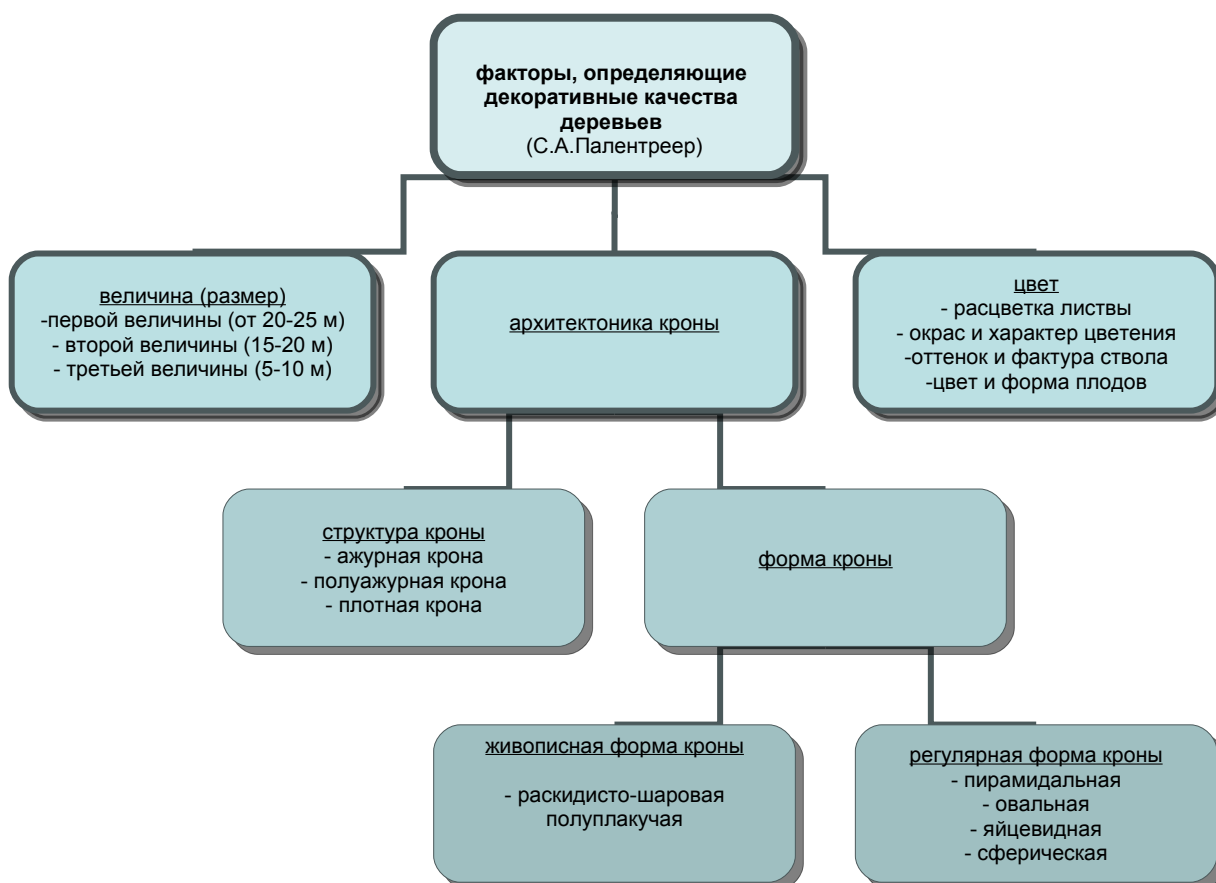 факторы, определяющие
декоративные качества
деревьев
(С.А.Палентреер)
величина (размер)
-первой величины (от 20-25 м)
- второй величины (15-20 м)
- третьей величины (5-10 м)
архитектоника кроны
цвет
- расцветка листвы
- окрас и характер цветения
-оттенок и фактура ствола
-цвет и форма плодов
структура кроны
- ажурная крона
- полуажурная крона
- плотная крона
форма кроны
живописная форма кроны
- раскидисто-шаровая
полуплакучая
регулярная форма кроны
- пирамидальная
- овальная
- яйцевидная
- сферическая